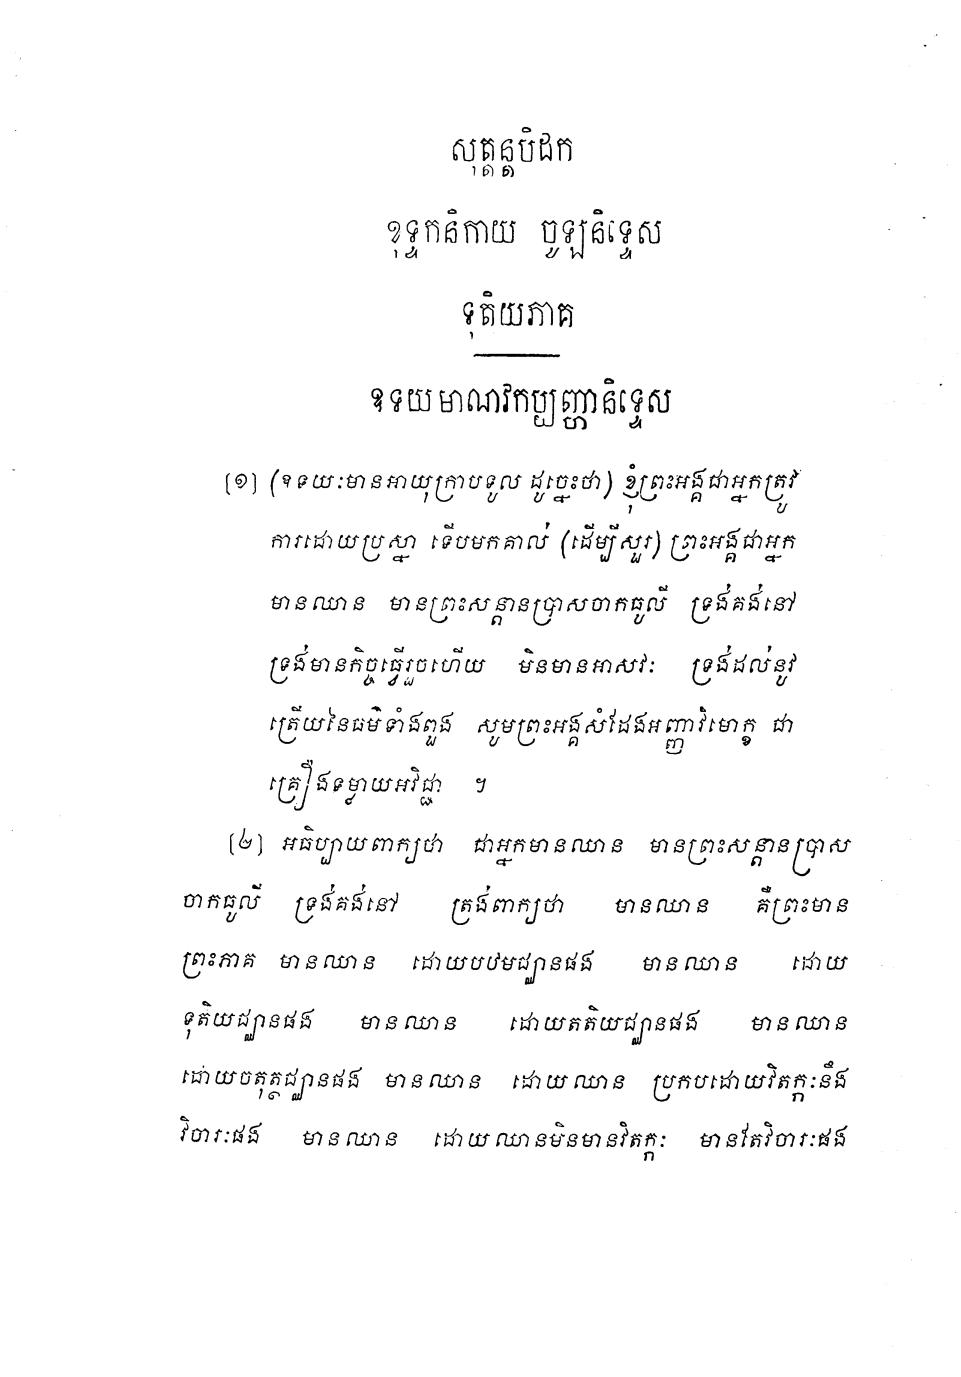 សុត្តន្តបិដក
ខុទ្ទកនិកាយ ចូឡនិទ្ទេស
ទុតិយភាគ
ឧទយមាណវកប្បញ្ហានិទ្ទេស
[១] (ឧទយៈមានអាយុក្រាបទូល ដូច្នេះថា) ខ្ញុំព្រះអង្គជាអ្នកត្រូវ
ការដោយប្រស្នា ទើបមកគាល់ (ដើម្បីសួរ) ព្រះអង្គជាអ្នក
មានឈាន មានព្រះសន្តានប្រាសចាកធូលី ទ្រង់គង់នៅ
ទ្រង់មានកិច្ចធ្វើរួចហើយ មិនមានអាសវៈ ទ្រង់ដល់នូវ
ត្រើយនៃធម៌ទាំងពួង សូមព្រះអង្គសំដែងអញ្ញាវិមោក្ខ ជា
គ្រឿងទម្លាយអវិជ្ជា ។
[២] អធិប្បាយពាក្យថា ជាអ្នកមានឈាន មានព្រះសន្តានប្រាស
ចាកធូលី ទ្រង់គង់នៅ ត្រង់ពាក្យថា មានឈាន គឺព្រះមាន
ព្រះភាគ មានឈាន ដោយបឋមជ្ឈានផង មានឈាន ដោយ
ទុតិយជ្ឈានផង មានឈាន ដោយតតិយជ្ឈានផង មានឈាន
ដោយចតុត្ថជ្ឈានផង មានឈាន ដោយឈាន ប្រកបដោយវិតក្កៈនឹង
វិចារៈផង មានឈាន ដោយឈានមិនមានវិតក្កៈ មានតែវិចារៈផង